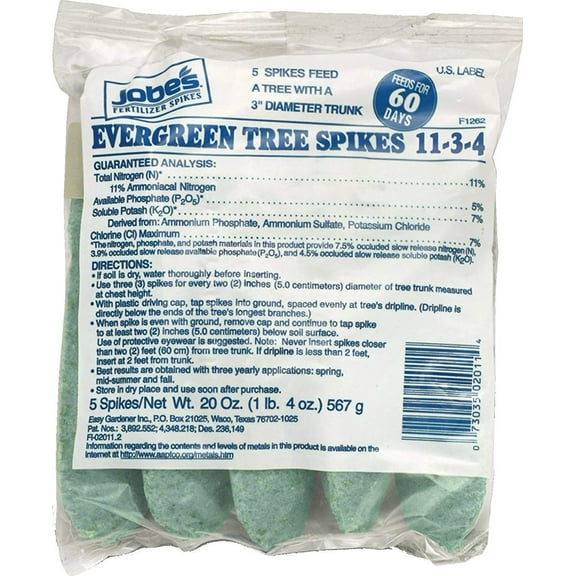 Jobe's
FERTILIZER SPIKES
5 SPIKES FEED
A TREE WITH A
3" DIAMETER TRUNK
FEEDS FOR
60
DAYS
U.S. LABEL
F1262
EVERGREEN TREE SPIKES 11-3-4
GUARANTEED ANALYSIS:
Total Nitrogen (N)* 11%
11% Ammoniacal Nitrogen
Available Phosphate (P₂O₅)* 5%
Soluble Potash (K₂O)* 7%
Derived from: Ammonium Phosphate, Ammonium Sulfate, Potassium Chloride
Chlorine (Cl) Maximum 7%
*The nitrogen, phosphate, and potash materials in this product provide 7.5% occluded slow release nitrogen (N),
3.9% occluded slow release available phosphate(P₂O₅), and 4.5% occluded slow release soluble potash (K₂O).
DIRECTIONS:
• If soil is dry, water thoroughly before inserting.
• Use three (3) spikes for every two (2) inches (5.0 centimeters) diameter of tree trunk measured
at chest height.
• With plastic driving cap, tap spikes into ground, spaced evenly at tree's dripline. (Dripline is
directly below the ends of the tree's longest branches.)
• When spike is even with ground, remove cap and continue to tap spike
to at least two (2) inches (5.0 centimeters) below soil surface.
Use of protective eyewear is suggested. Note: Never insert spikes closer
than two (2) feet (60 cm) from tree trunk. If dripline is less than 2 feet,
insert at 2 feet from trunk.
• Best results are obtained with three yearly applications: spring,
mid-summer and fall.
• Store in dry place and use soon after purchase.
5 Spikes/Net Wt. 20 Oz. (1 lb. 4 oz.) 567 g
Easy Gardener Inc., P.O. Box 21025, Waco, Texas 76702-1025
Pat. Nos.: 3,892,552; 4,348,218; Des. 236,149
FI-02011.2
Information regarding the contents and levels of metals in this product is available on the
internet at http://www.aapfco.org/metals.htm
0 73035 02011 4